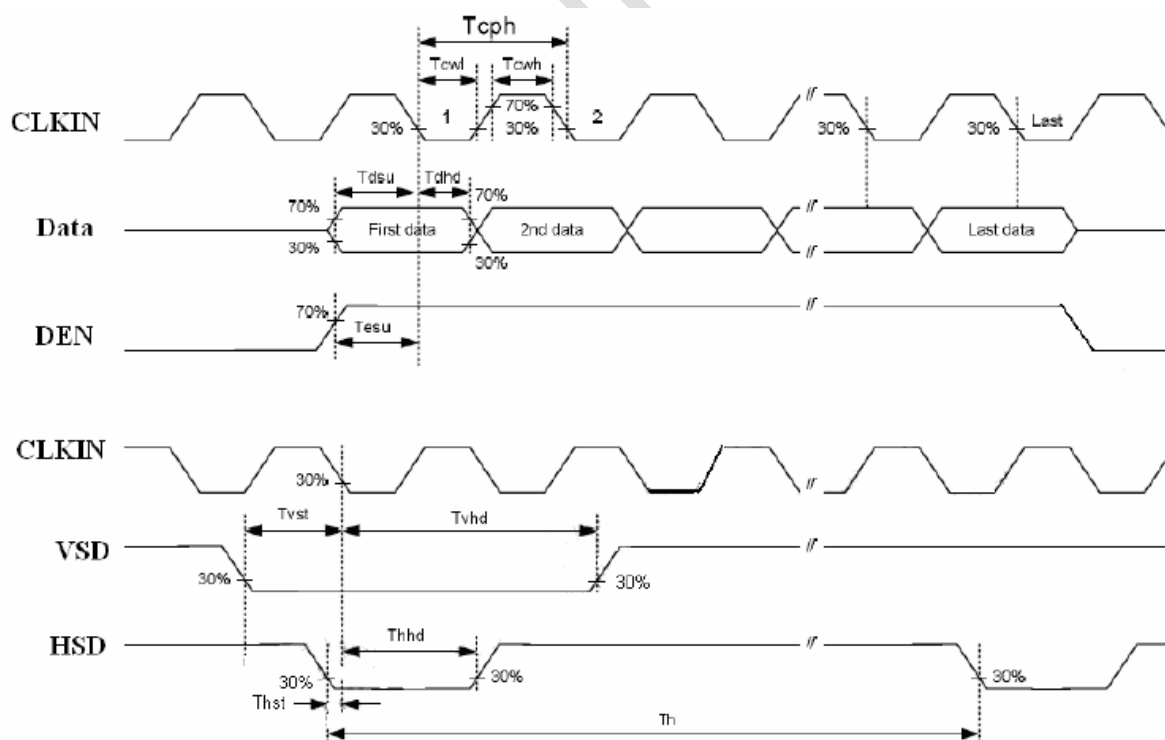 Tcph
Tcwl Tcwh
CLKIN 30% 1 70% 30% 2 30% 30% Last
Tdsu Tdhd
70% 70%
Data First data 2nd data Last data
30% 30%
70%
DEN Tesu
CLKIN
30%
Tvst Tvhd
VSD
30% 30%
HSD Thhd
30% 30% 30%
Thst
Th